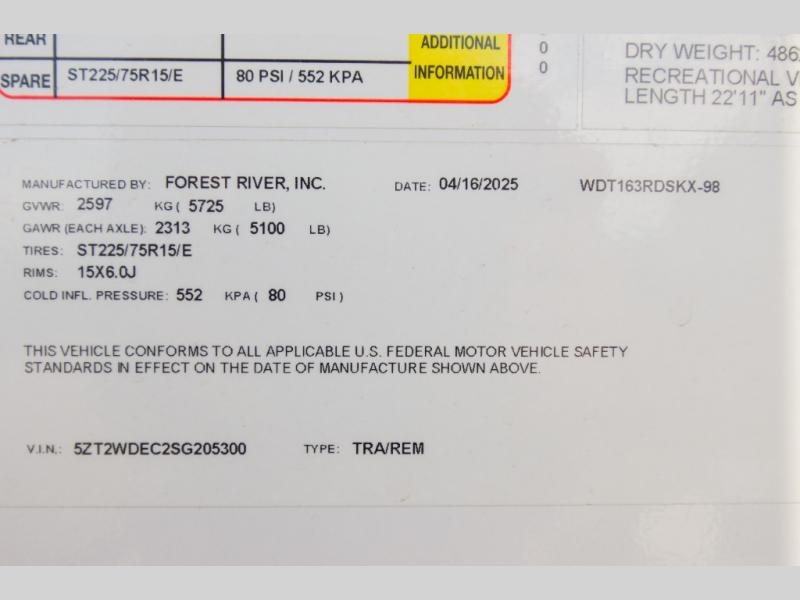 REAR
SPARE ST225/75R15/E 80 PSI / 552 KPA
ADDITIONAL
INFORMATION
0
0
DRY WEIGHT: 486
RECREATIONAL V
LENGTH 22'11" AS
MANUFACTURED BY: FOREST RIVER, INC. DATE: 04/16/2025 WDT163RDSKX-98
GVWR: 2597 KG ( 5725 LB)
GAWR (EACH AXLE): 2313 KG ( 5100 LB)
TIRES: ST225/75R15/E
RIMS: 15X6.0J
COLD INFL. PRESSURE: 552 KPA ( 80 PSI )
THIS VEHICLE CONFORMS TO ALL APPLICABLE U.S. FEDERAL MOTOR VEHICLE SAFETY
STANDARDS IN EFFECT ON THE DATE OF MANUFACTURE SHOWN ABOVE.
V.I.N.: 5ZT2WDEC2SG205300 TYPE: TRA/REM